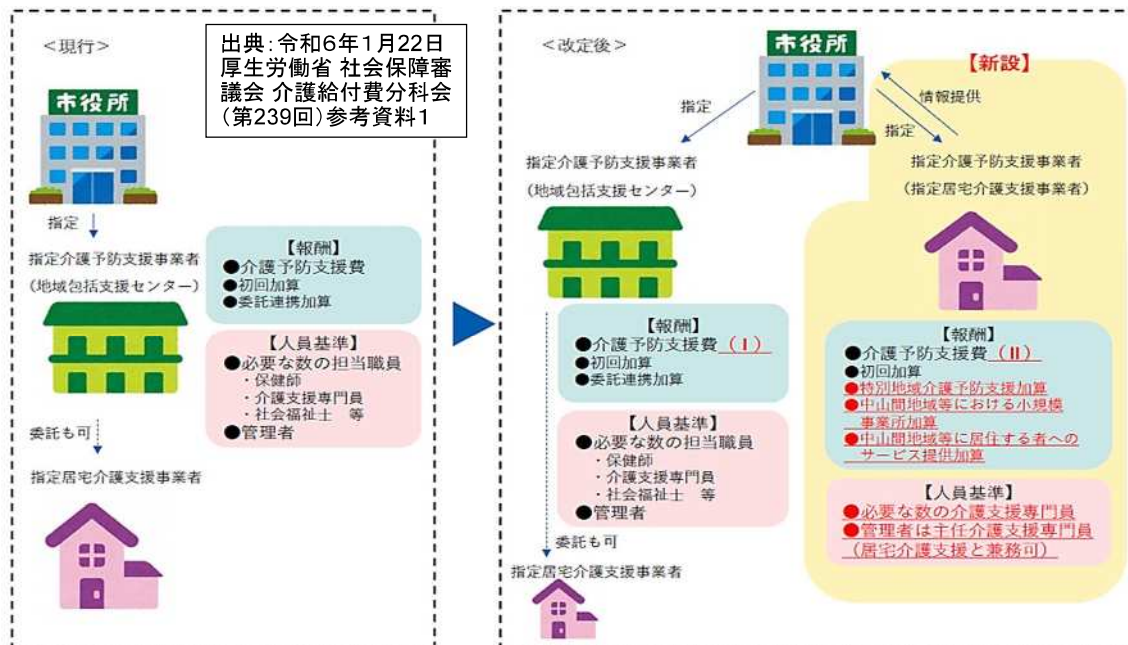 ＜現行＞
出典：令和6年1月22日
厚生労働省 社会保障審
議会 介護給付費分科会
（第239回）参考資料1
市役所
指定
指定介護予防支援事業者
（地域包括支援センター）
【報酬】
●介護予防支援費
●初回加算
●委託連携加算
【人員基準】
●必要な数の担当職員
・保健師
・介護支援専門員
・社会福祉士　等
●管理者
委託も可
指定居宅介護支援事業者
＜改定後＞
市役所
【新設】
指定
情報提供
指定
指定介護予防支援事業者
（地域包括支援センター）
【報酬】
●介護予防支援費（Ⅰ）
●初回加算
●委託連携加算
【人員基準】
●必要な数の担当職員
・保健師
・介護支援専門員
・社会福祉士　等
●管理者
委託も可
指定居宅介護支援事業者
指定介護予防支援事業者
（指定居宅介護支援事業者）
【報酬】
●介護予防支援費（Ⅱ）
●初回加算
●特別地域介護予防支援加算
●中山間地域等における小規模
事業所加算
●中山間地域等に居住する者への
サービス提供加算
【人員基準】
●必要な数の介護支援専門員
●管理者は主任介護支援専門員
（居宅介護支援と兼務可）